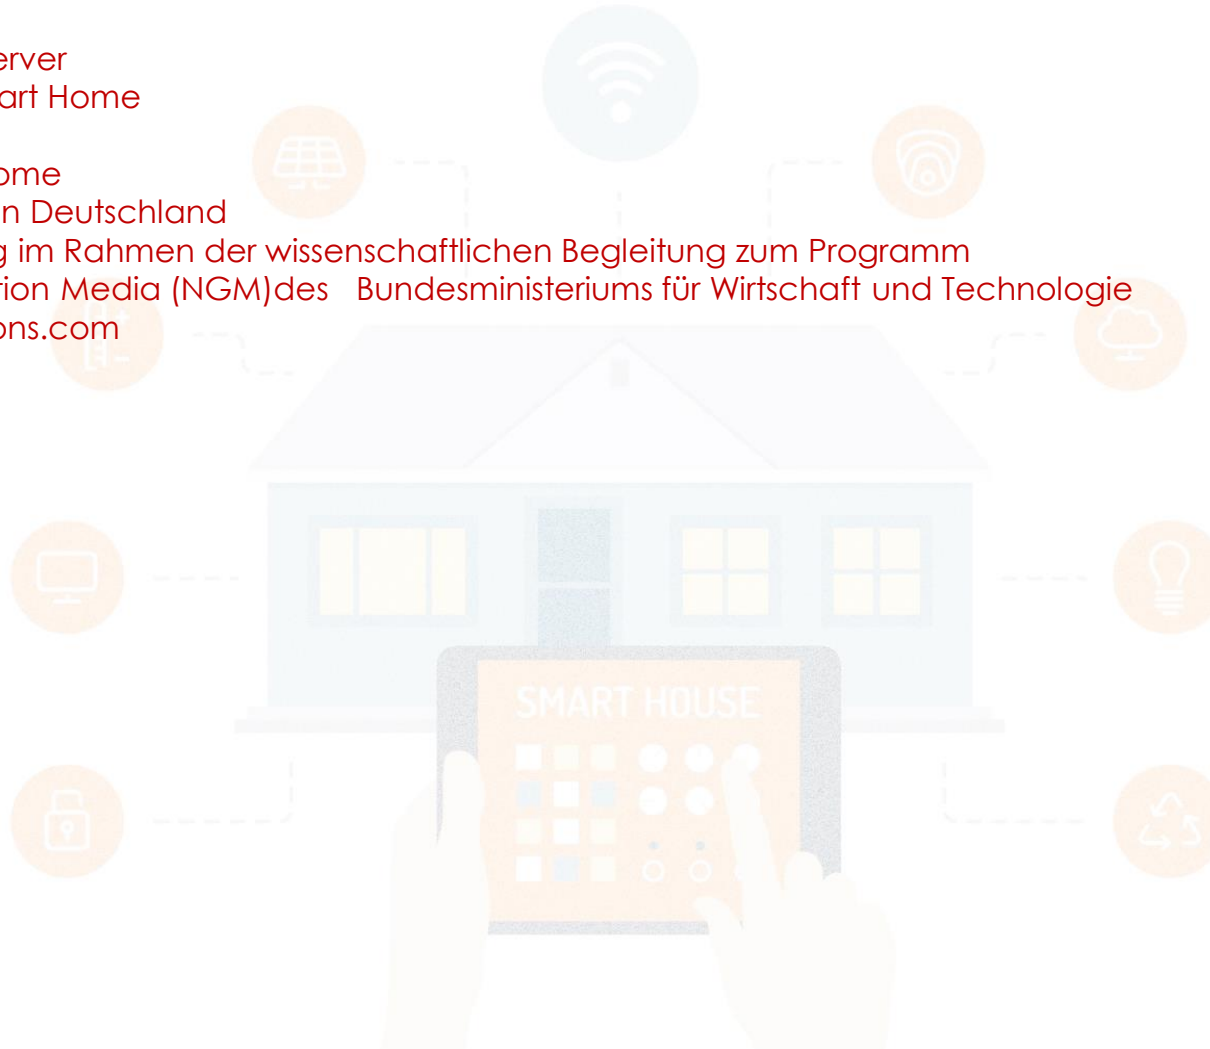 erver
art Home
ome
n Deutschland
g im Rahmen der wissenschaftlichen Begleitung zum Programm
tion Media (NGM)des   Bundesministeriums für Wirtschaft und Technologie
ons.com
SMART HOUSE